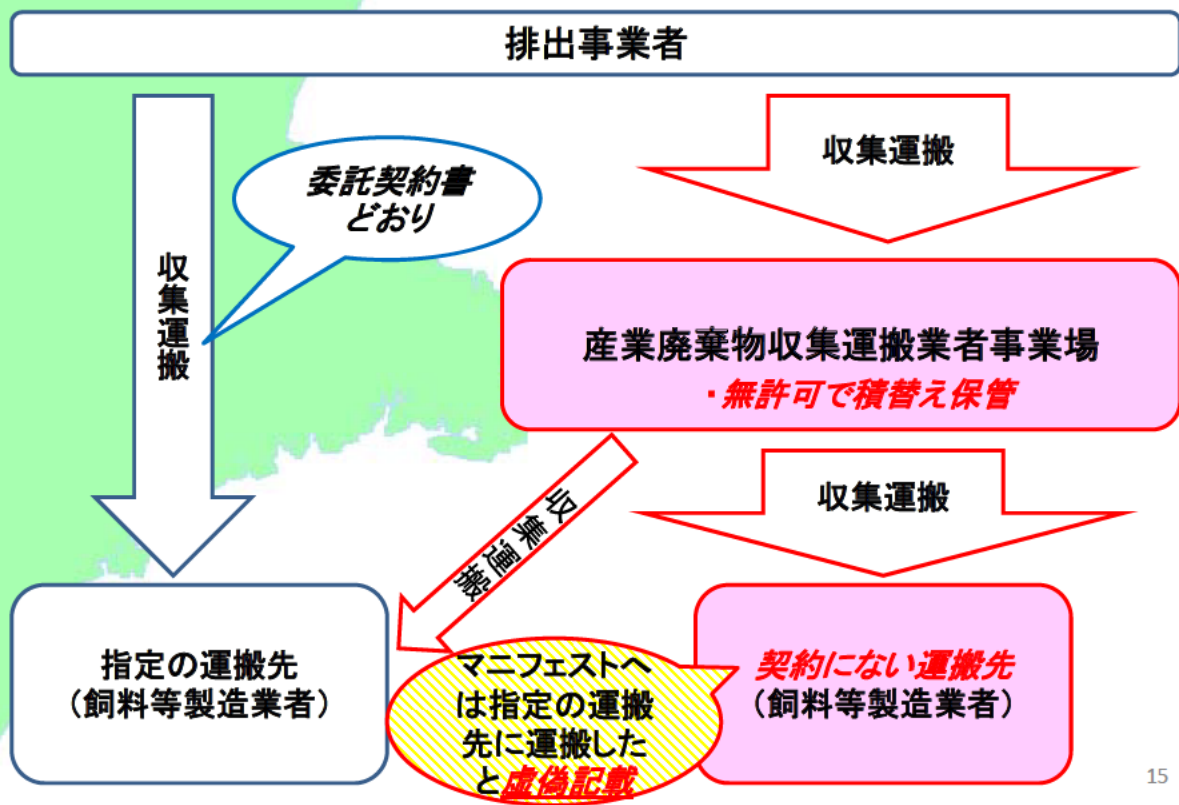 排出事業者
収集運搬
委託契約書
どおり
収集運搬
産業廃棄物収集運搬業者事業場
・無許可で積替え保管
収集運搬
収集運搬
指定の運搬先
(飼料等製造業者)
マニフェストへ
は指定の運搬
先に運搬した
と虚偽記載
契約にない運搬先
(飼料等製造業者)
15